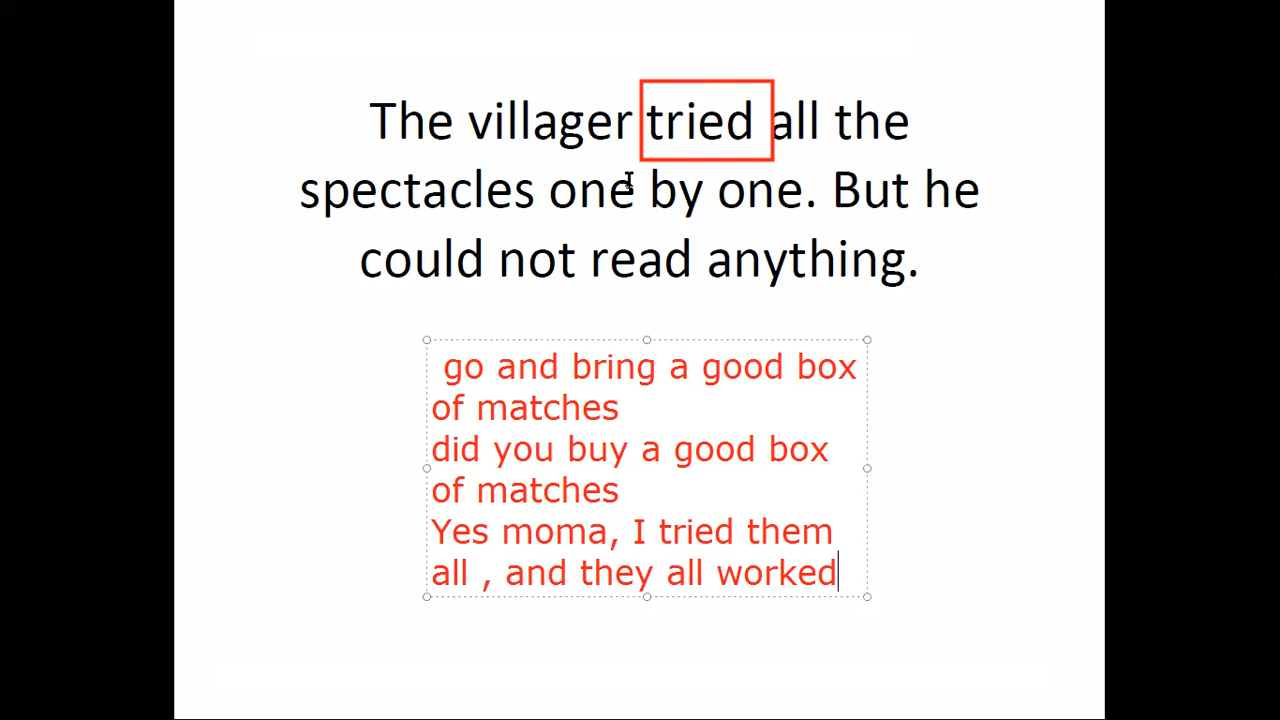 The villager tried all the
spectacles one by one. But he
could not read anything.
go and bring a good box
of matches
did you buy a good box
of matches
Yes moma, I tried them
all , and they all worked